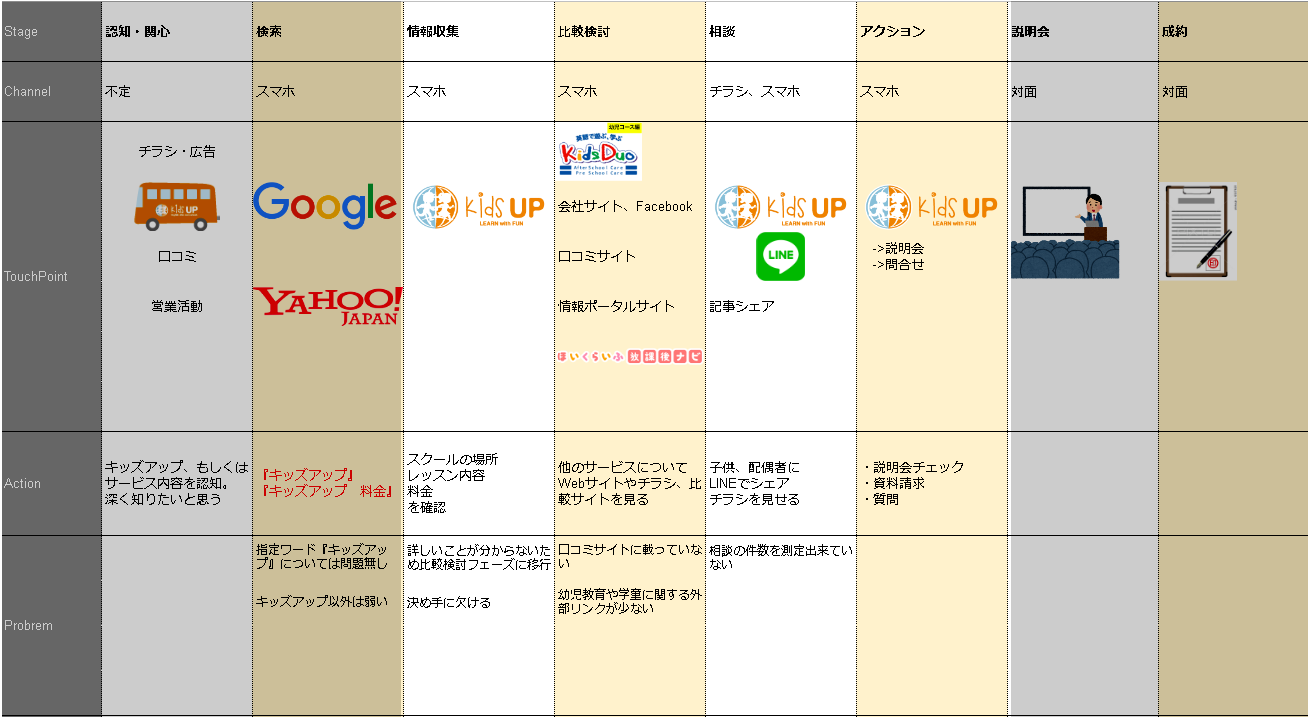 Stage
認知・関心
検索
情報収集
比較検討
相談
アクション
説明会
成約
Channel
不定
スマホ
スマホ
スマホ
チラシ、スマホ
スマホ
対面
対面
TouchPoint
チラシ・広告
kids UP
口コミ
営業活動
Google
YAHOO!
JAPAN
kids UP
LEARN with FUN
幼児コース編
英語で遊ぶ、学ぶ
KidsDuo
AfterSchool Care
Pre School Care
会社サイト、Facebook
口コミサイト
情報ポータルサイト
ほいくらいふ 放課後ナビ
kids UP
LEARN with FUN
LINE
記事シェア
kids UP
LEARN with FUN
->説明会
->問合せ
Action
キッズアップ、もしくは
サービス内容を認知。
深く知りたいと思う
『キッズアップ』
『キッズアップ　料金』
スクールの場所
レッスン内容
料金
を確認
他のサービスについて
Webサイトやチラシ、比
較サイトを見る
子供、配偶者に
LINEでシェア
チラシを見せる
・説明会チェック
・資料請求
・質問
Probrem
指定ワード『キッズアッ
プ』については問題無し
キッズアップ以外は弱い
詳しいことが分からないた
め比較検討フェーズに移行
決め手に欠ける
口コミサイトに載っていな
い
幼児教育や学童に関する外
部リンクが少ない
相談の件数を測定出来てい
ない